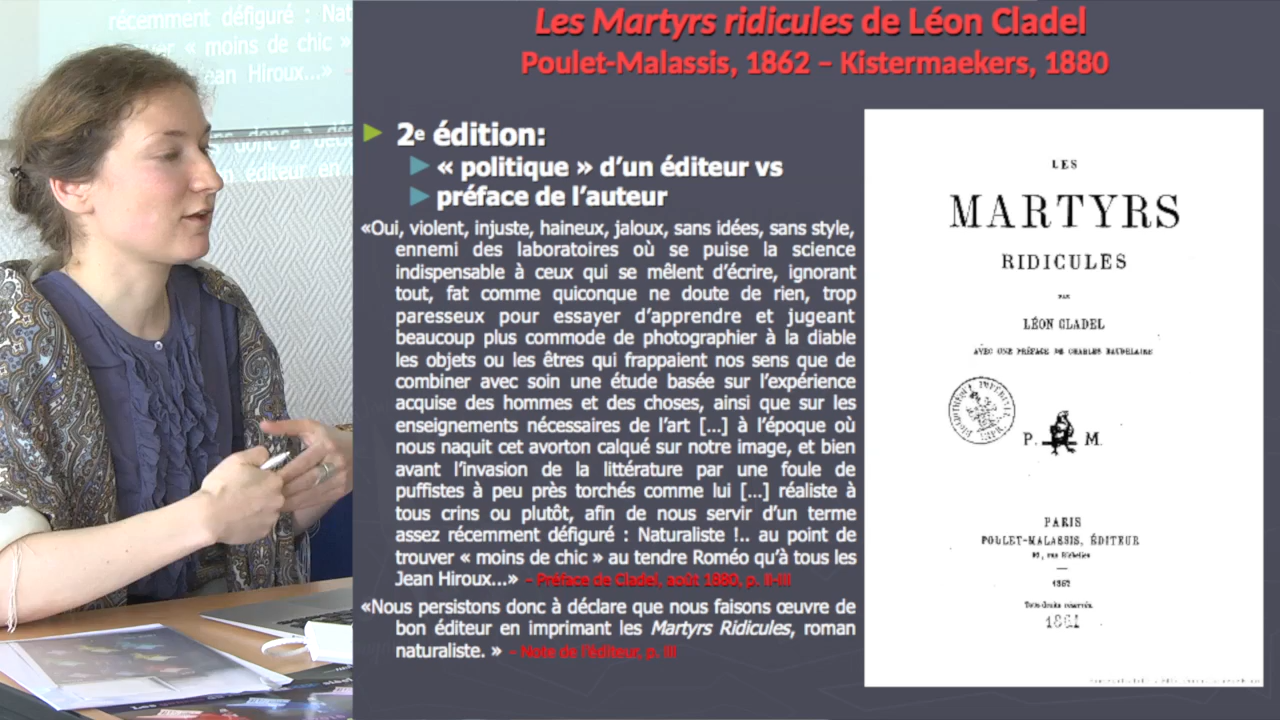 récemment défiguré : Nat
ver « moins de chic »
ean Hiroux...» -
Les Martyrs ridicules de Léon Cladel
Poulet-Malassis, 1862 – Kistermaekers, 1880
2e édition:
« politique » d’un éditeur vs
préface de l’auteur
«Oui, violent, injuste, haineux, jaloux, sans idées, sans style,
ennemi des laboratoires où se puise la science
indispensable à ceux qui se mêlent d’écrire, ignorant
tout, fat comme quiconque ne doute de rien, trop
paresseux pour essayer d’apprendre et jugeant
beaucoup plus commode de photographier à la diable
les objets ou les êtres qui frappaient nos sens que de
combiner avec soin une étude basée sur l’expérience
acquise des hommes et des choses, ainsi que sur les
enseignements nécessaires de l’art [...] à l’époque où
nous naquit cet avorton calqué sur notre image, et bien
avant l’invasion de la littérature par une foule de
puffistes à peu près torchés comme lui [...] réaliste à
tous crins ou plutôt, afin de nous servir d’un terme
assez récemment défiguré : Naturaliste !.. au point de
trouver « moins de chic » au tendre Roméo qu’à tous les
Jean Hiroux...» - Préface de Cladel, août 1880, p. II-III
«Nous persistons donc à déclare que nous faisons œuvre de
bon éditeur en imprimant les Martyrs Ridicules, roman
naturaliste. » - Note de l’éditeur, p. III
LES
MARTYRS
RIDICULES
PAR
LÉON CLADEL
AVEC UNE PRÉFACE DE CHARLES BAUDELAIRE
P. M.
PARIS
POULET-MALASSIS, ÉDITEUR
rue Richelieu
1862
Tous droits réservés.
1861